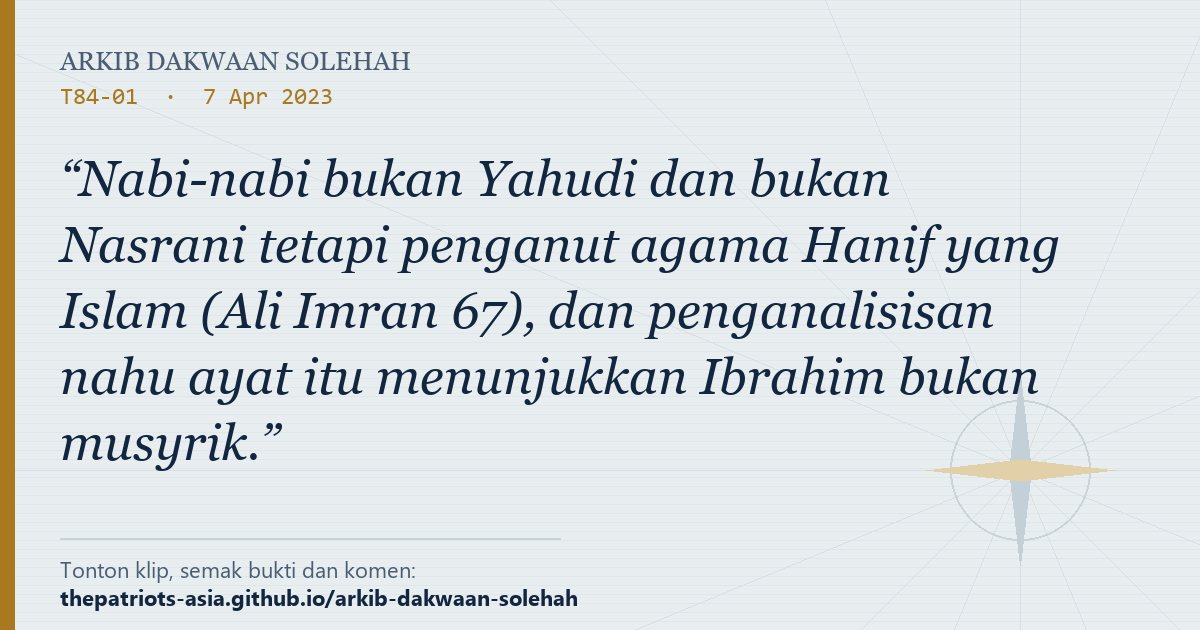 ARKIB DAKWAAN SOLEHAH
T84-01 · 7 Apr 2023
“Nabi-nabi bukan Yahudi dan bukan
Nasrani tetapi penganut agama Hanif yang
Islam (Ali Imran 67), dan penganalisisan
nahu ayat itu menunjukkan Ibrahim bukan
musyrik.”
Tonton klip, semak bukti dan komen:
thepatriots-asia.github.io/arkib-dakwaan-solehah